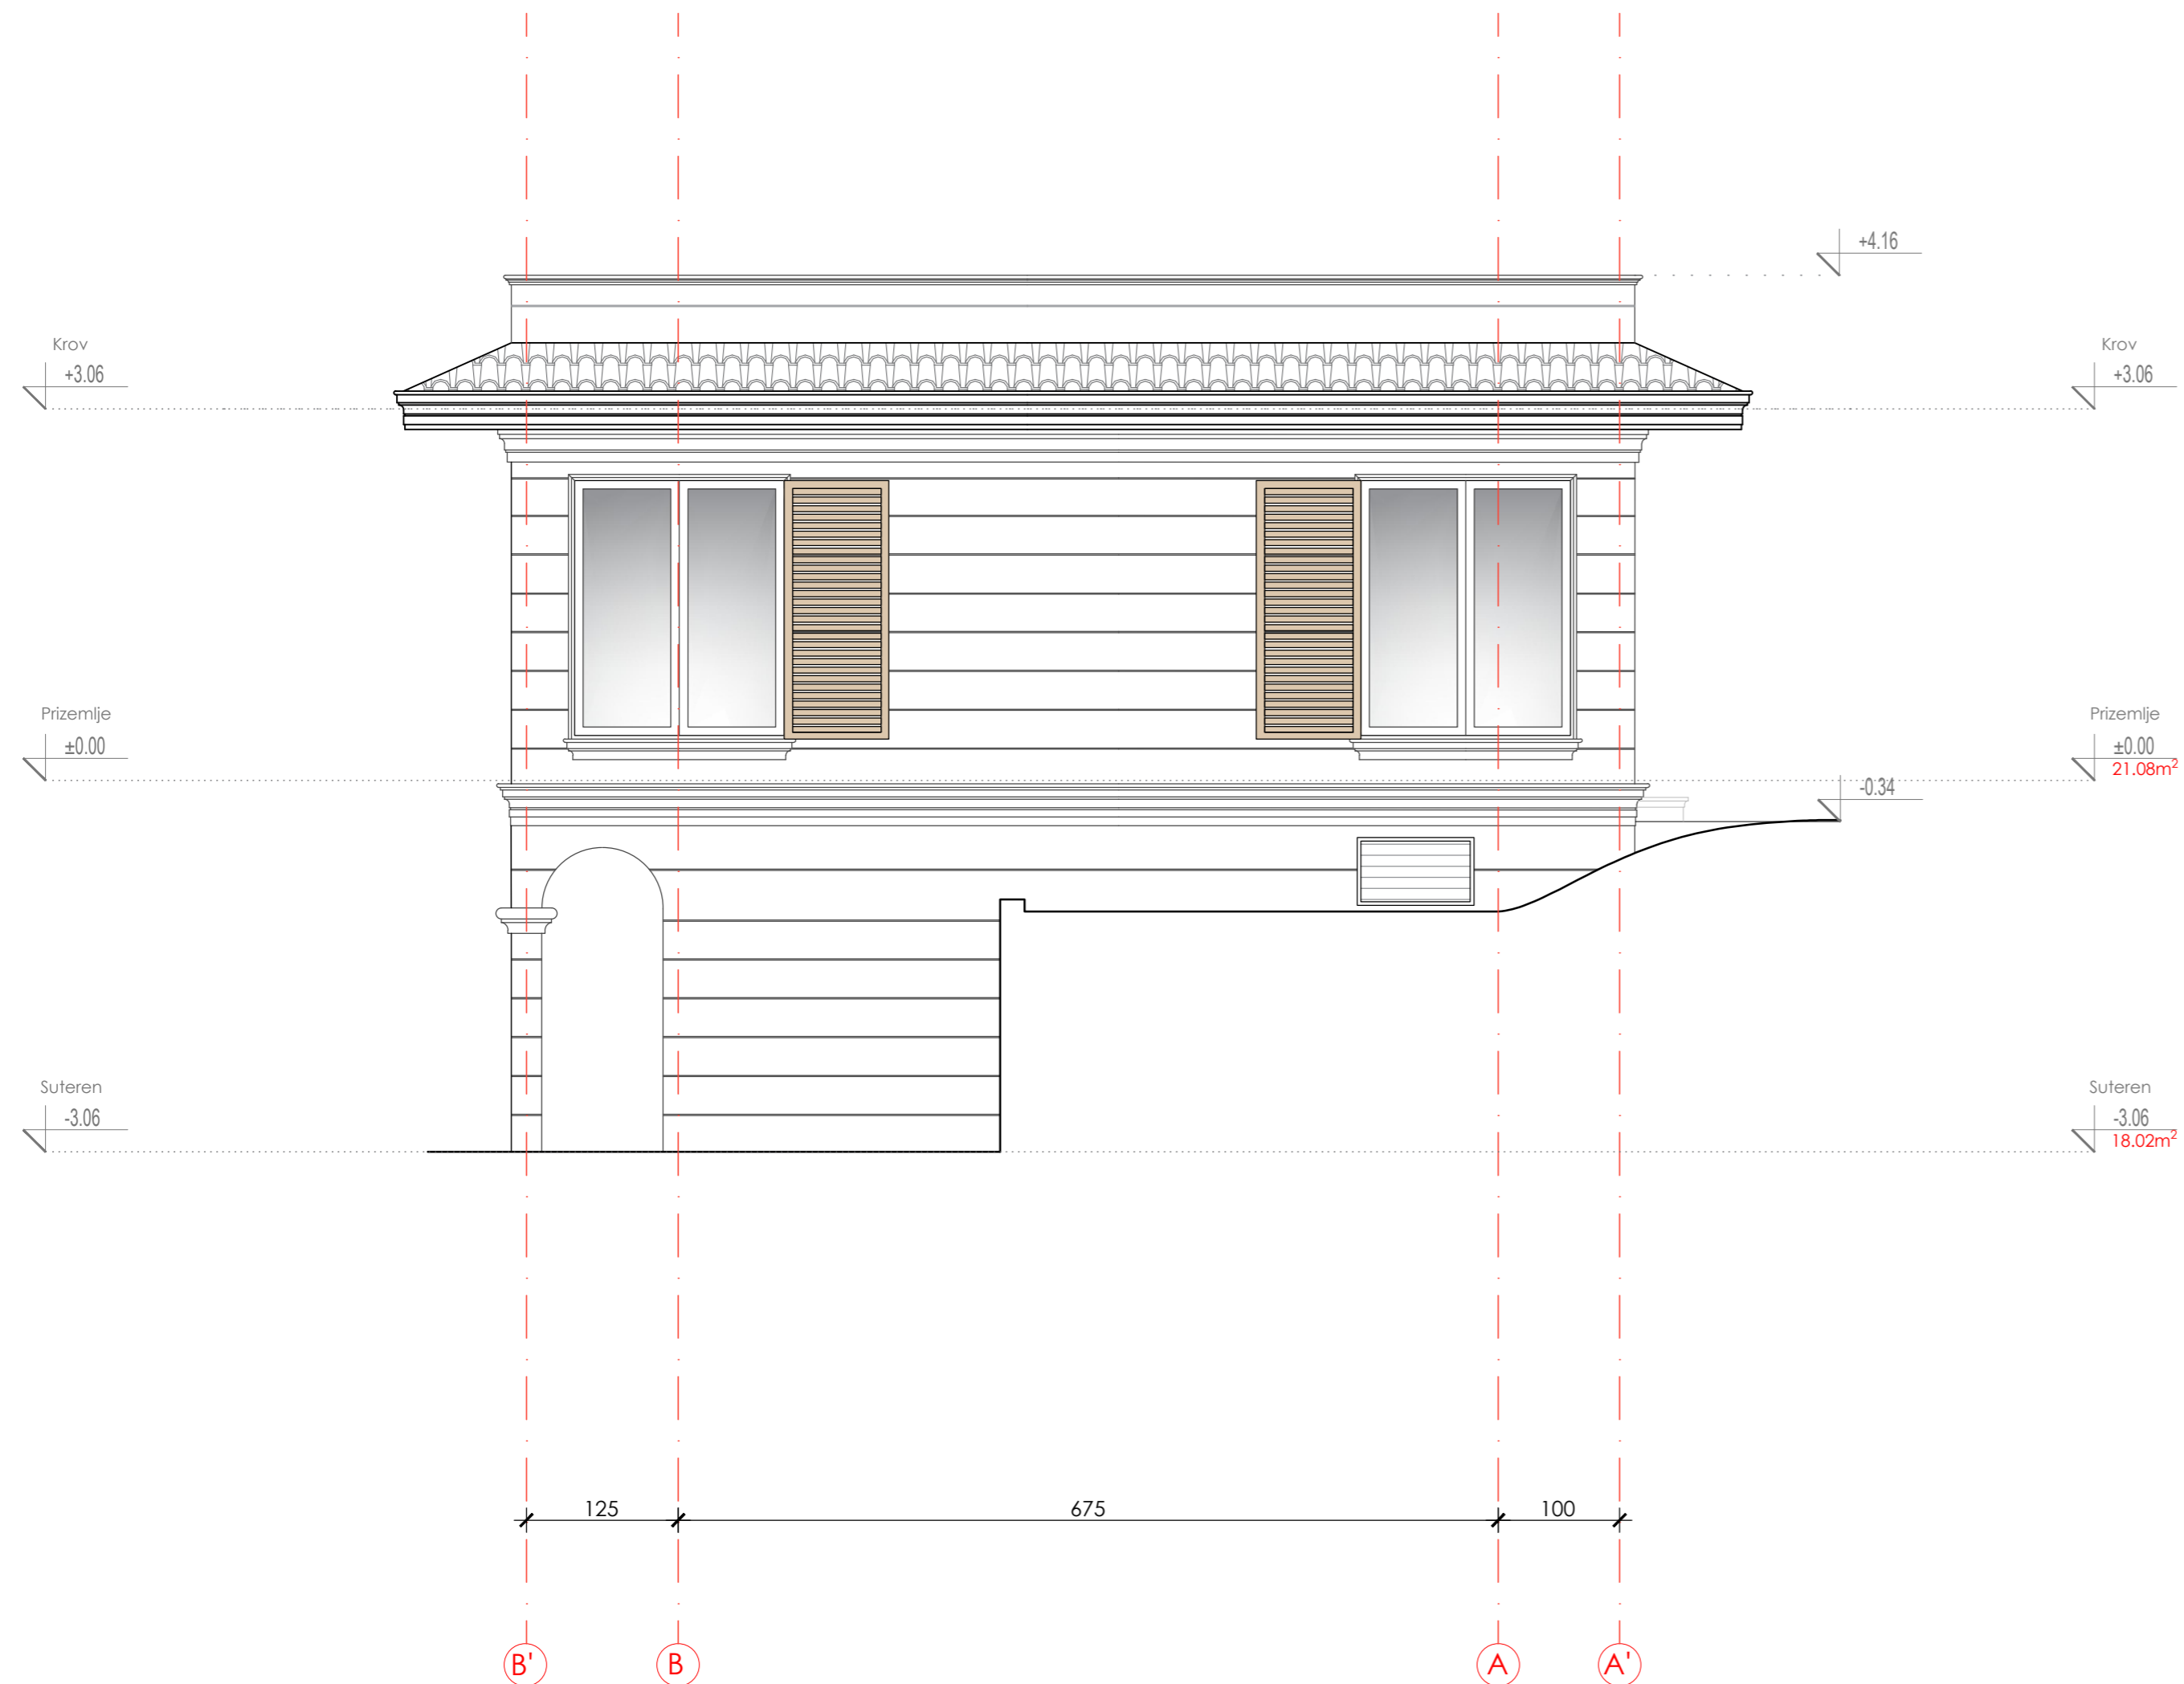 +4.16
Krov
+3.06
Krov
+3.06
Prizemlje
±0.00
Prizemlje
±0.00
21.08m²
-0.34
Suteren
-3.06
Suteren
-3.06
18.02m²
125
675
100
B'
B
A
A'